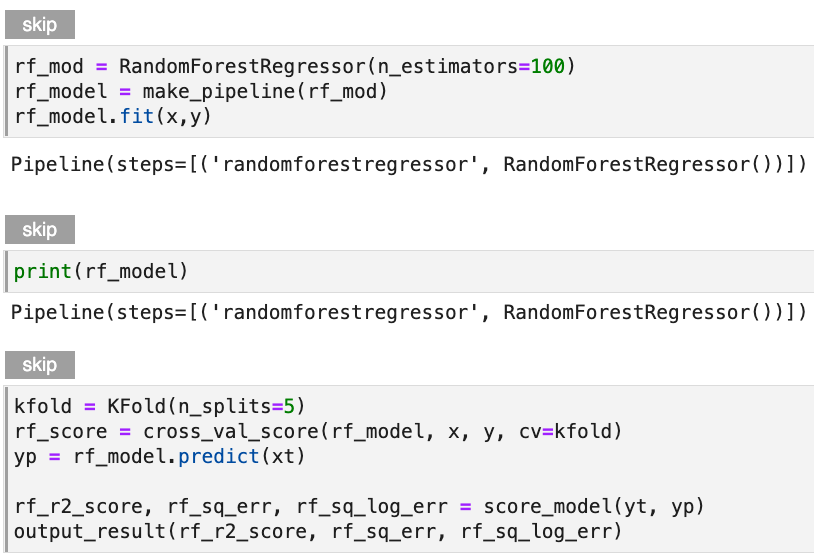 skip
rf_mod = RandomForestRegressor(n_estimators=100)
rf_model = make_pipeline(rf_mod)
rf_model.fit(x,y)
Pipeline(steps=[('randomforestregressor', RandomForestRegressor())])
skip
print(rf_model)
Pipeline(steps=[('randomforestregressor', RandomForestRegressor())])
skip
kfold = KFold(n_splits=5)
rf_score = cross_val_score(rf_model, x, y, cv=kfold)
yp = rf_model.predict(xt)
rf_r2_score, rf_sq_err, rf_sq_log_err = score_model(yt, yp)
output_result(rf_r2_score, rf_sq_err, rf_sq_log_err)